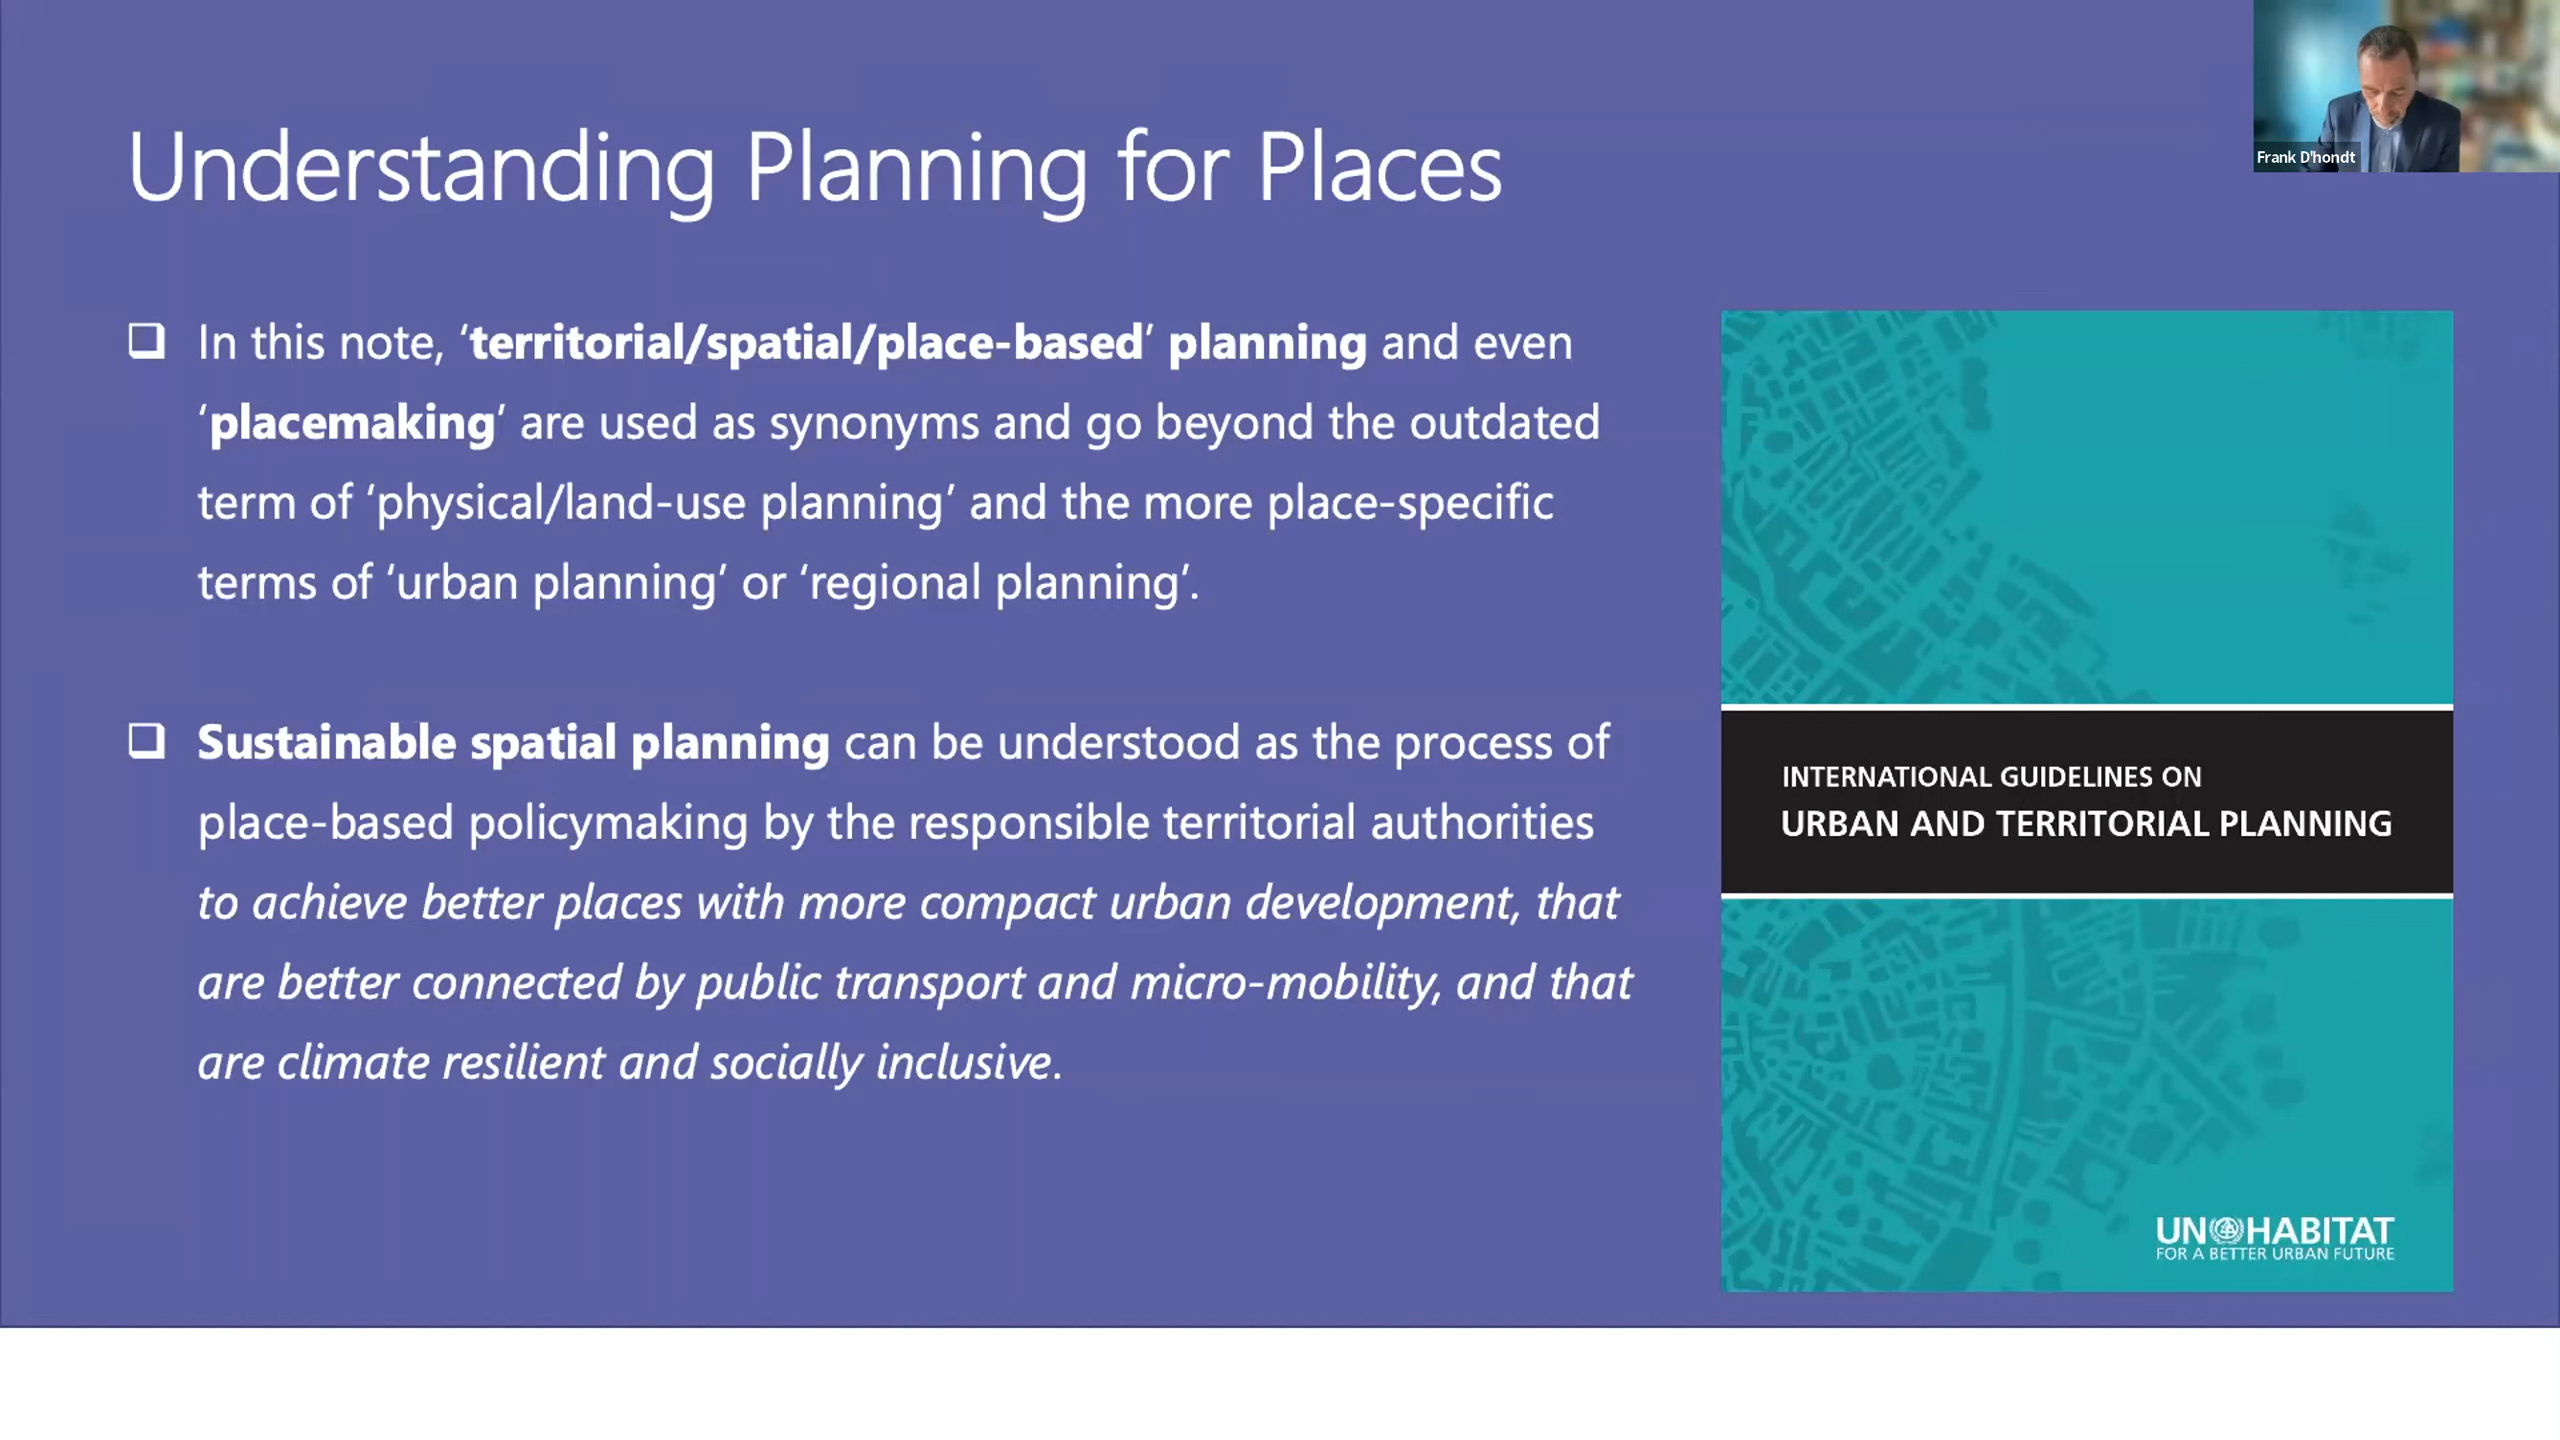 Understanding Planning for Places
Frank D'hondt
❑ In this note, ‘territorial/spatial/place-based’ planning and even
‘placemaking’ are used as synonyms and go beyond the outdated
term of ‘physical/land-use planning’ and the more place-specific
terms of ‘urban planning’ or ‘regional planning’.
❑ Sustainable spatial planning can be understood as the process of
place-based policymaking by the responsible territorial authorities
to achieve better places with more compact urban development, that
are better connected by public transport and micro-mobility, and that
are climate resilient and socially inclusive.
INTERNATIONAL GUIDELINES ON
URBAN AND TERRITORIAL PLANNING
UN HABITAT
FOR A BETTER URBAN FUTURE